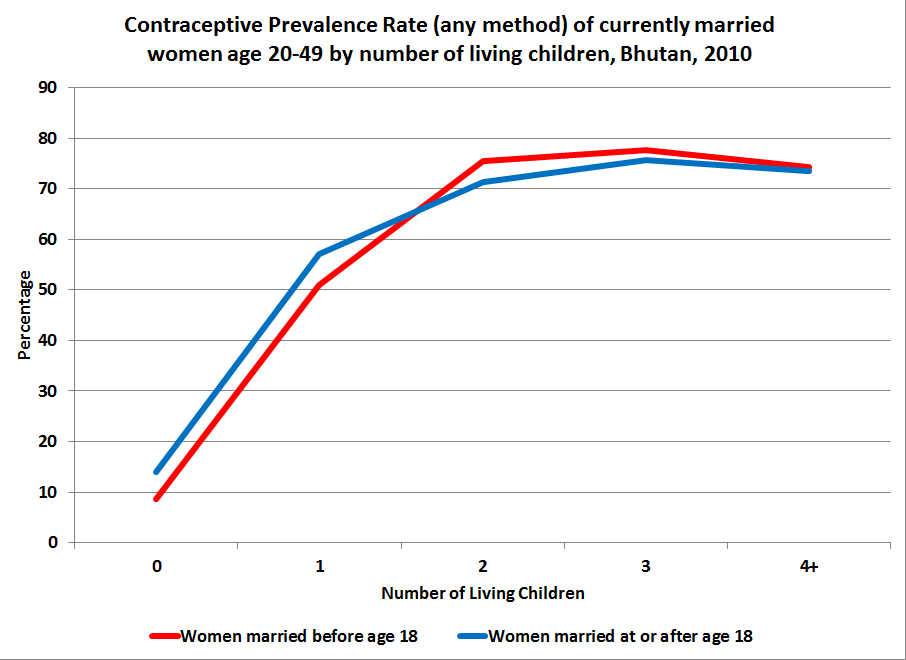 Contraceptive Prevalence Rate (any method) of currently married
women age 20-49 by number of living children, Bhutan, 2010
90
80
70
60
50
40
30
20
10
0
Percentage
0 1 2 3 4+
Number of Living Children
Women married before age 18 Women married at or after age 18